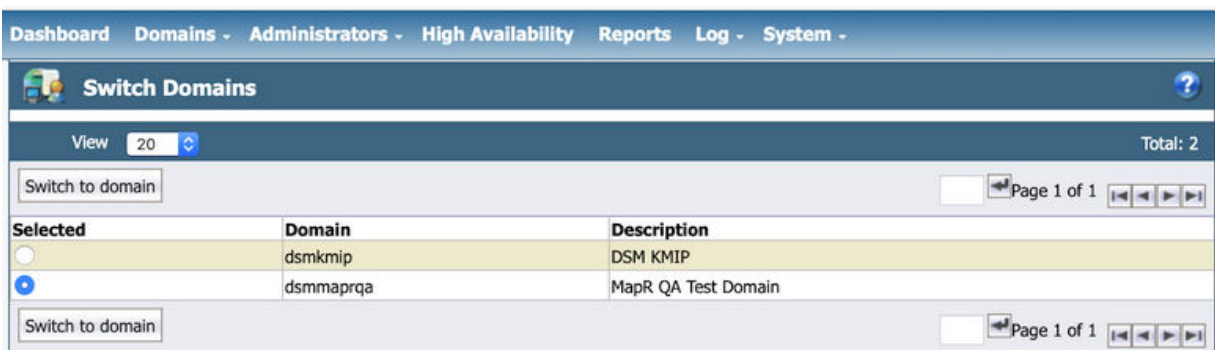 Dashboard Domains Administrators High Availability Reports Log System
Switch Domains ?
View 20 Total: 2
Switch to domain Page 1 of 1
Selected Domain Description
dsmkmip DSM KMIP
dsmmaprqa MapR QA Test Domain
Switch to domain Page 1 of 1